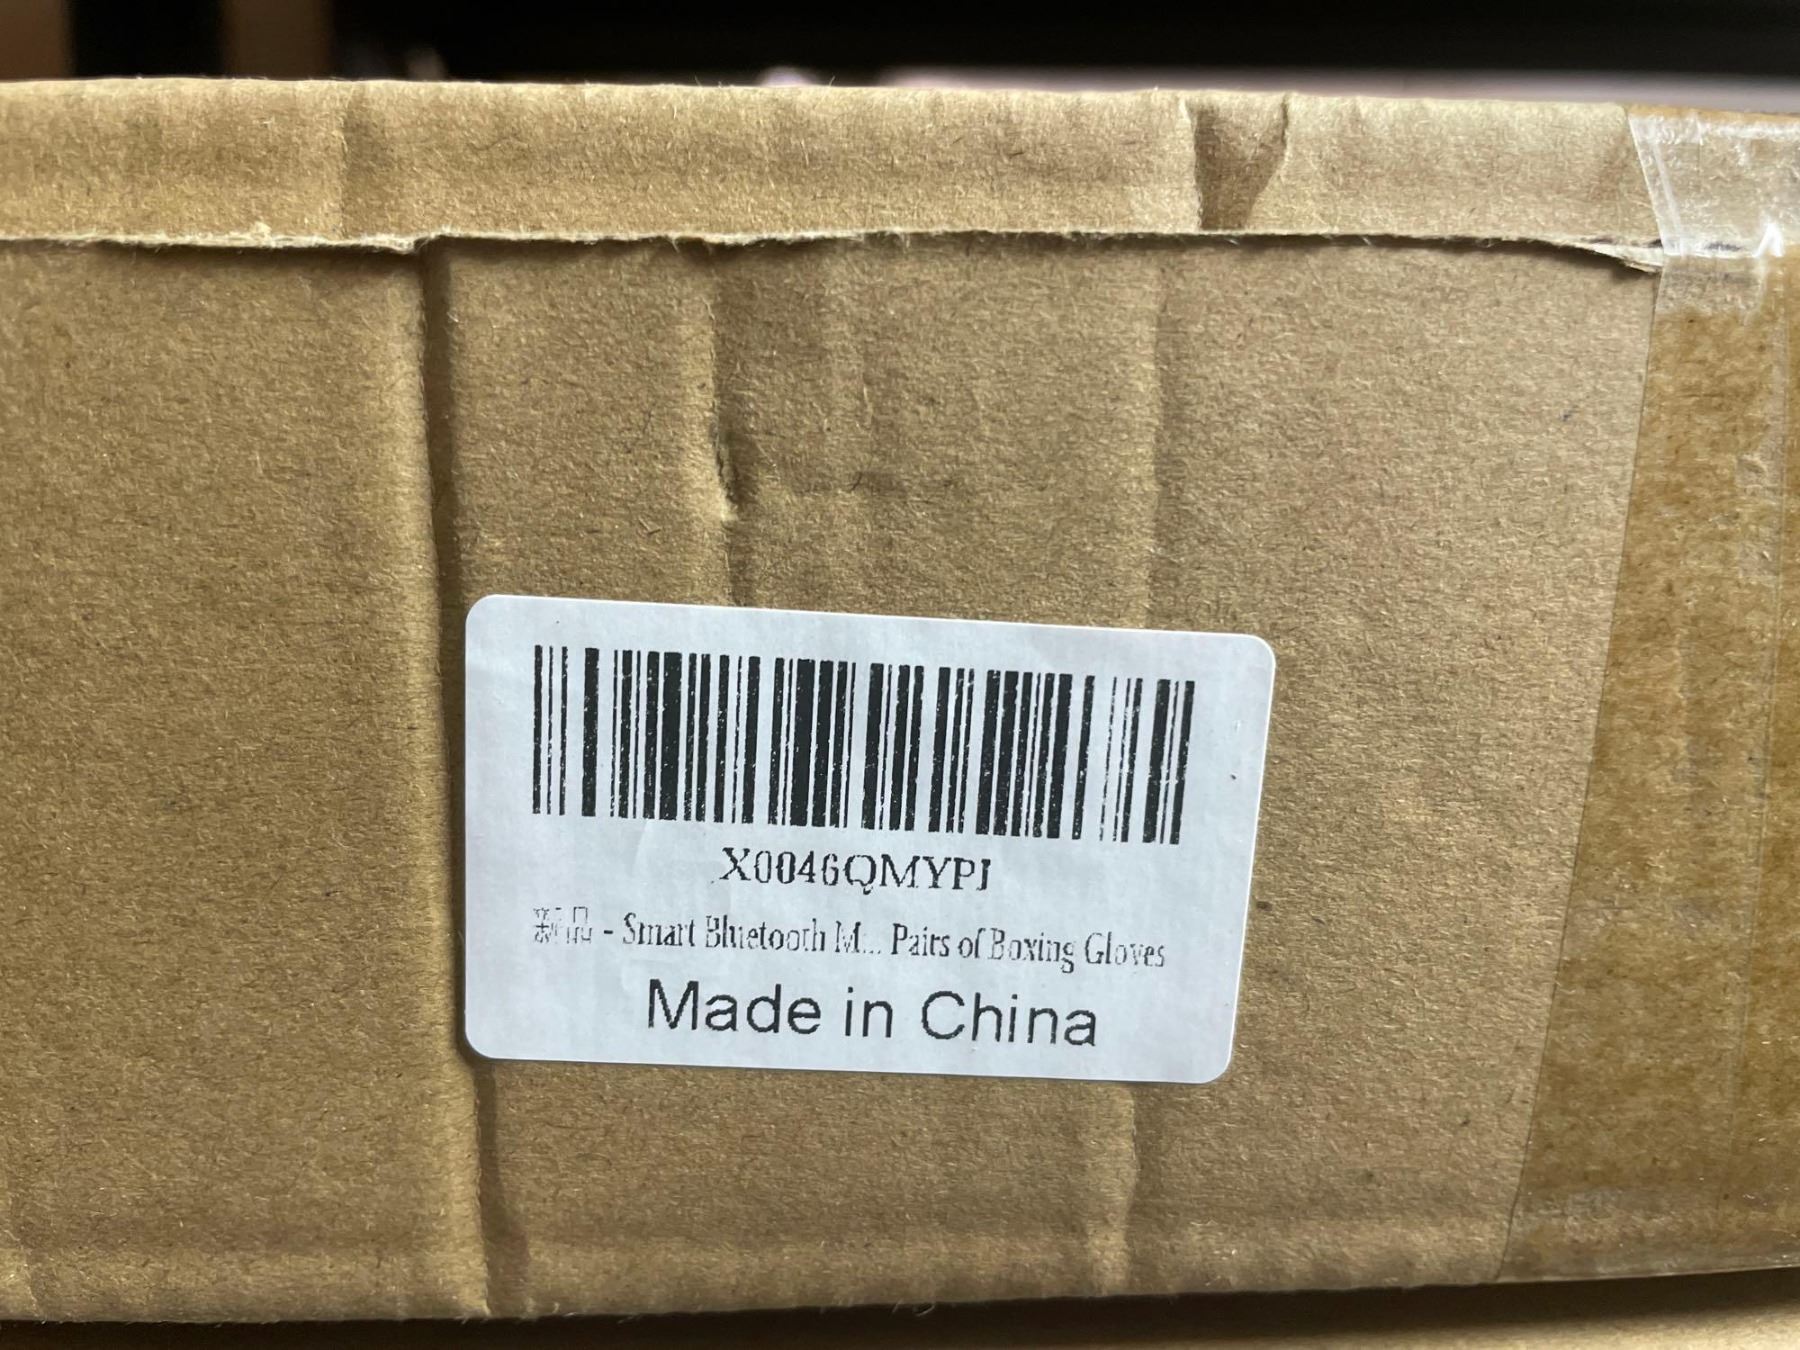 X0046QMYPJ
新品 - Smart Bluetooth M... Pairs of Boxing Gloves
Made in China